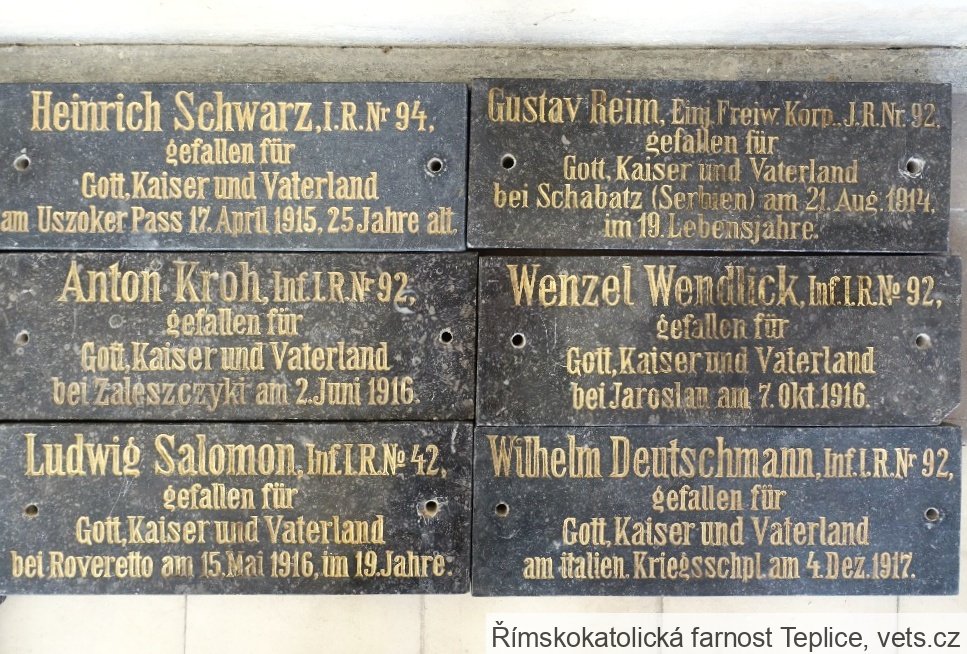 Heinrich Schwarz, I.R.Nr 94,
gefallen für
Gott, Kaiser und Vaterland
am Uszoker Pass 17. April 1915, 25 Jahre alt.
Gustav Reim, Einj. Freiw. Korp., J.R.Nr. 92,
gefallen für
Gott, Kaiser und Vaterland
bei Schabatz (Serbien) am 21. Aug. 1914,
im 19. Lebensjahre.
Anton Kroh, Inf. I.R.Nr 92,
gefallen für
Gott, Kaiser und Vaterland
bei Zaleszczyki am 2. Juni 1916.
Wenzel Wendlick, Inf. I.R.No 92,
gefallen für
Gott, Kaiser und Vaterland
bei Jaroslau am 7. Okt. 1916.
Ludwig Salomon, Inf. I.R.No 42,
gefallen für
Gott, Kaiser und Vaterland
bei Roveretto am 15. Mai 1916, im 19. Jahre.
Wilhelm Deutschmann, Inf. I.R.Nr 92,
gefallen für
Gott, Kaiser und Vaterland
am italien. Kriegsschpl. am 4. Dez. 1917.
Římskokatolická farnost Teplice, vets.cz